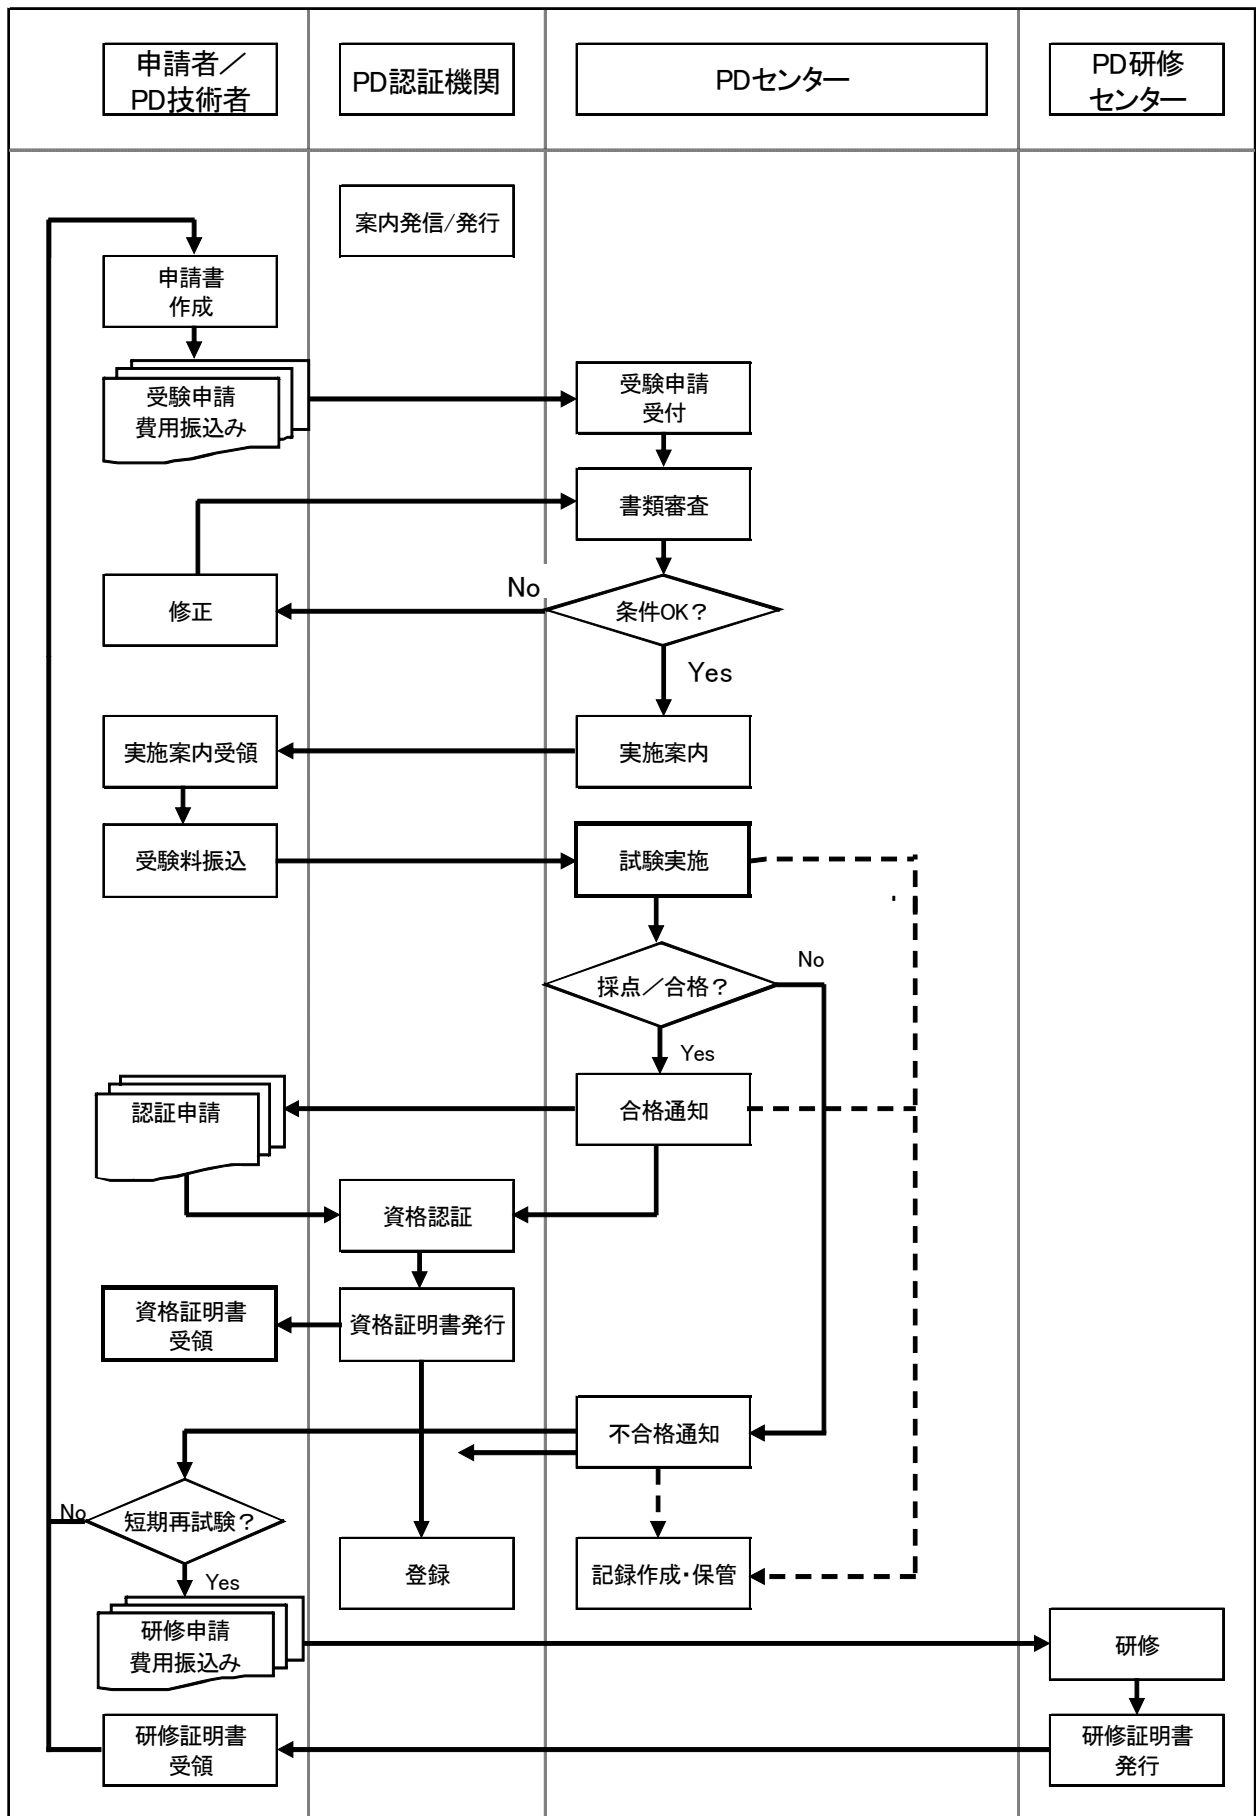 申請者／
PD技術者
PD認証機関
PDセンター
PD研修
センター
案内発信/発行
申請書
作成
受験申請
費用振込み
受験申請
受付
書類審査
No
条件OK？
修正
Yes
実施案内受領
実施案内
受験料振込
試験実施
採点／合格？
No
Yes
認証申請
合格通知
資格認証
資格証明書
受領
資格証明書発行
不合格通知
No
短期再試験？
登録
記録作成・保管
Yes
研修申請
費用振込み
研修
研修証明書
受領
研修証明書
発行